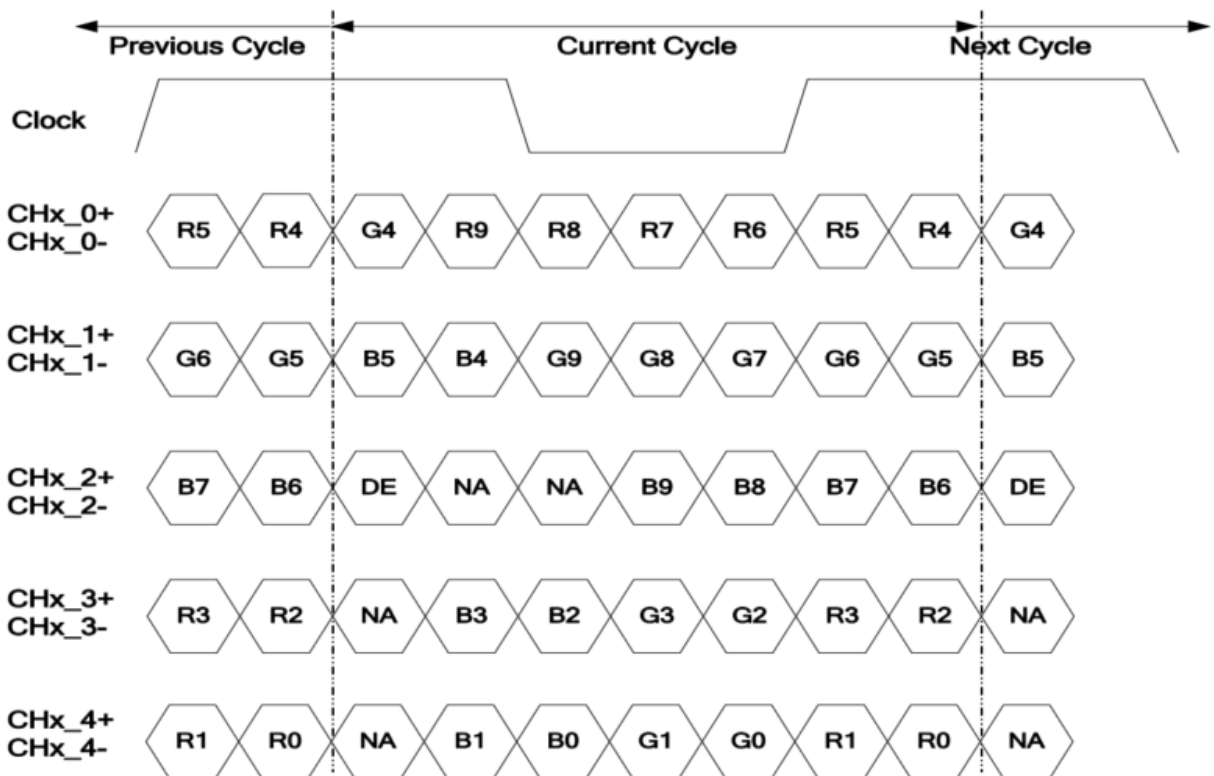 Previous Cycle Current Cycle Next Cycle
Clock
CHx_0+
CHx_0-
R5 R4 G4 R9 R8 R7 R6 R5 R4 G4
CHx_1+
CHx_1-
G6 G5 B5 B4 G9 G8 G7 G6 G5 B5
CHx_2+
CHx_2-
B7 B6 DE NA NA B9 B8 B7 B6 DE
CHx_3+
CHx_3-
R3 R2 NA B3 B2 G3 G2 R3 R2 NA
CHx_4+
CHx_4-
R1 R0 NA B1 B0 G1 G0 R1 R0 NA